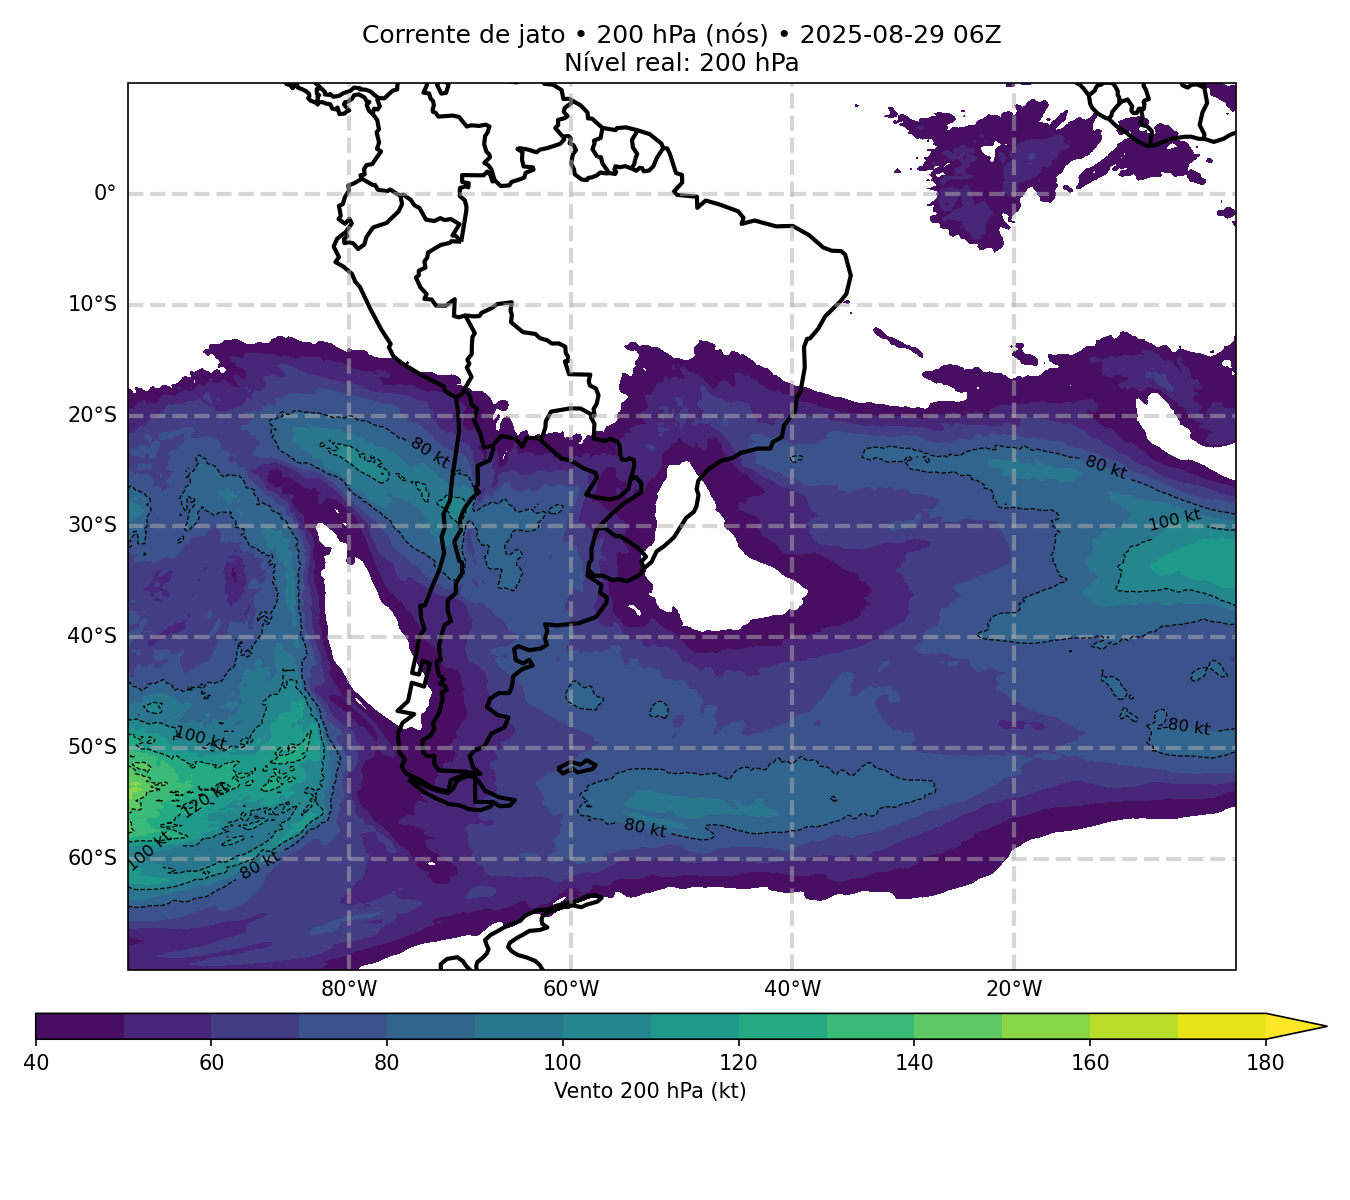 Corrente de jato • 200 hPa (nós) • 2025-08-29 06Z
Nível real: 200 hPa
0°
10°S
20°S
30°S
40°S
50°S
60°S
80 kt
80 kt
100 kt
100 kt
120 kt
100 kt
80 kt
80 kt
80 kt
80°W
60°W
40°W
20°W
40
60
80
100
120
140
160
180
Vento 200 hPa (kt)